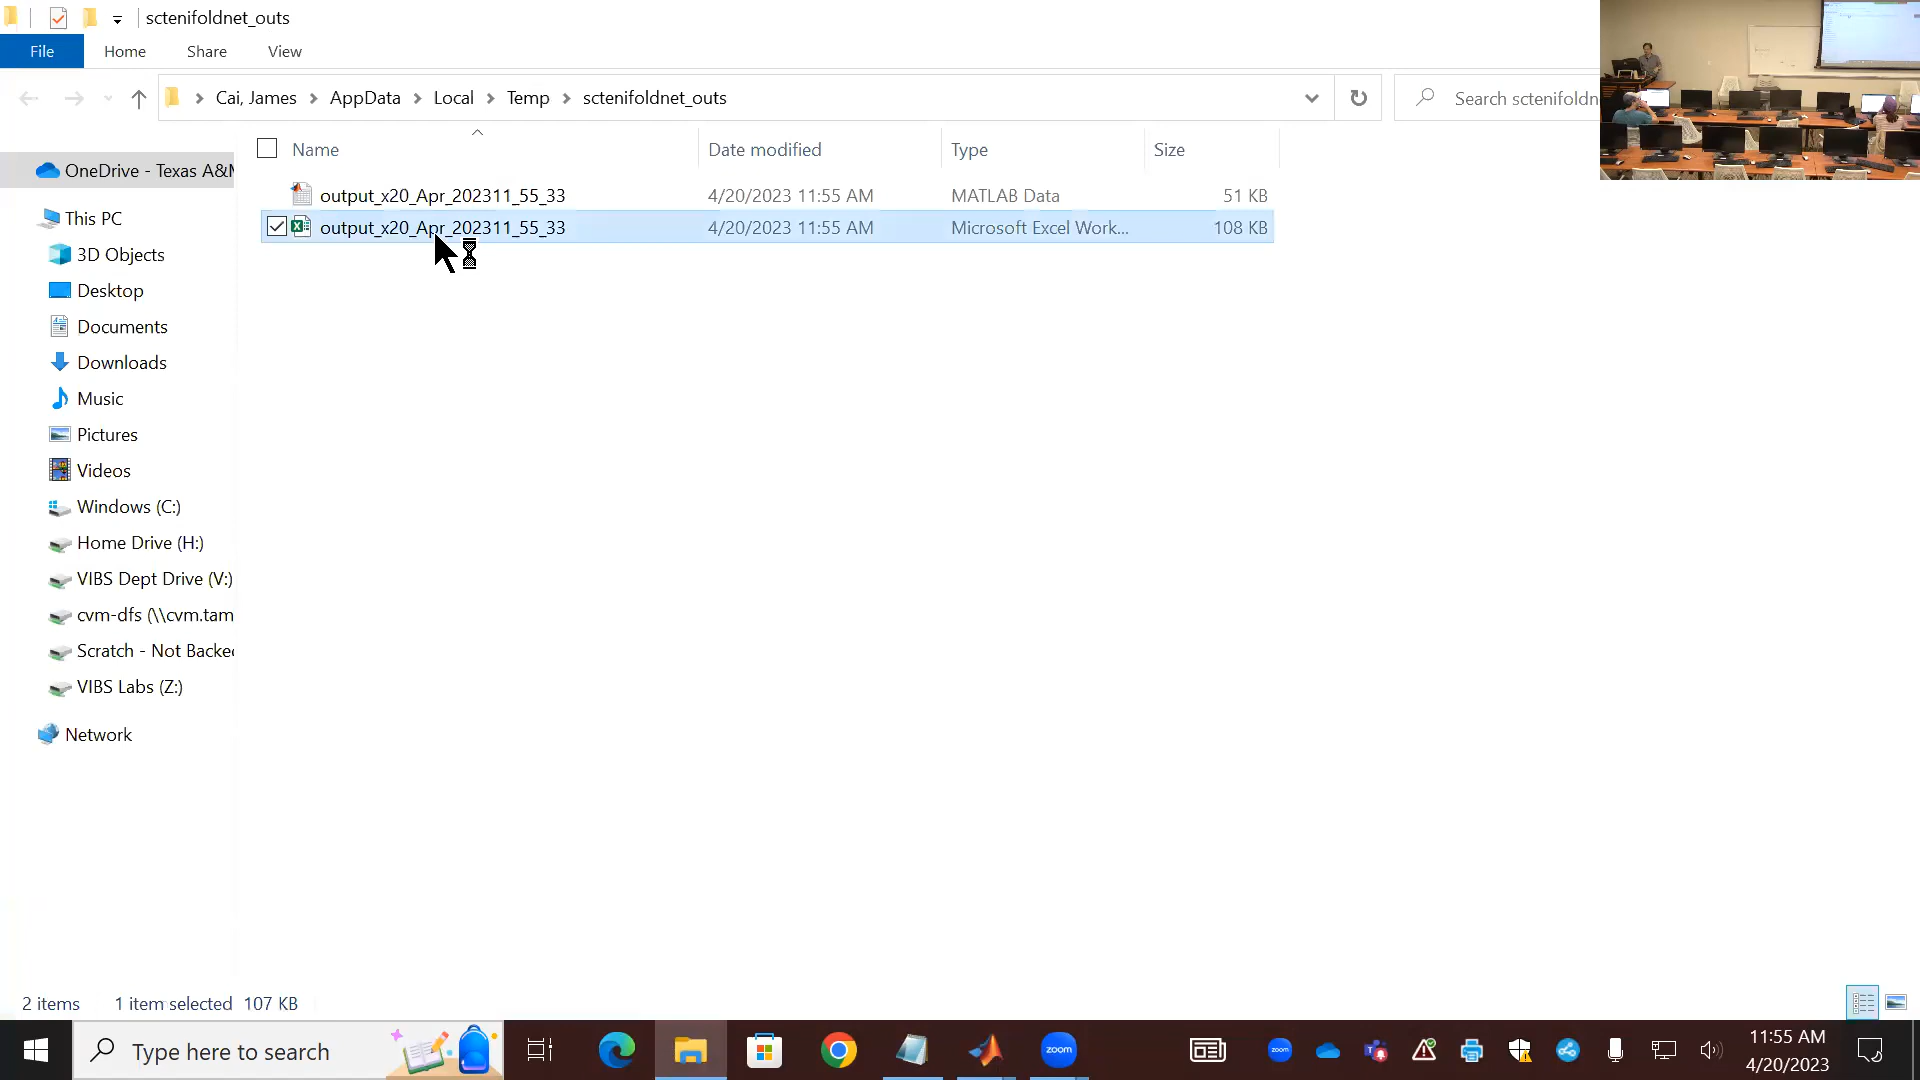 sctenifoldnet_outs
File Home Share View
Cai, James AppData Local Temp sctenifoldnet_outs
Search sctenifoldn
Name Date modified Type Size
output_x20_Apr_202311_55_33 4/20/2023 11:55 AM MATLAB Data 51 KB
output_x20_Apr_202311_55_33 4/20/2023 11:55 AM Microsoft Excel Work... 108 KB
OneDrive - Texas A&M
This PC
3D Objects
Desktop
Documents
Downloads
Music
Pictures
Videos
Windows (C:)
Home Drive (H:)
VIBS Dept Drive (V:)
cvm-dfs (\\cvm.tam
Scratch - Not Backed
VIBS Labs (Z:)
Network
2 items 1 item selected 107 KB
Type here to search
zoom
zoom
11:55 AM
4/20/2023